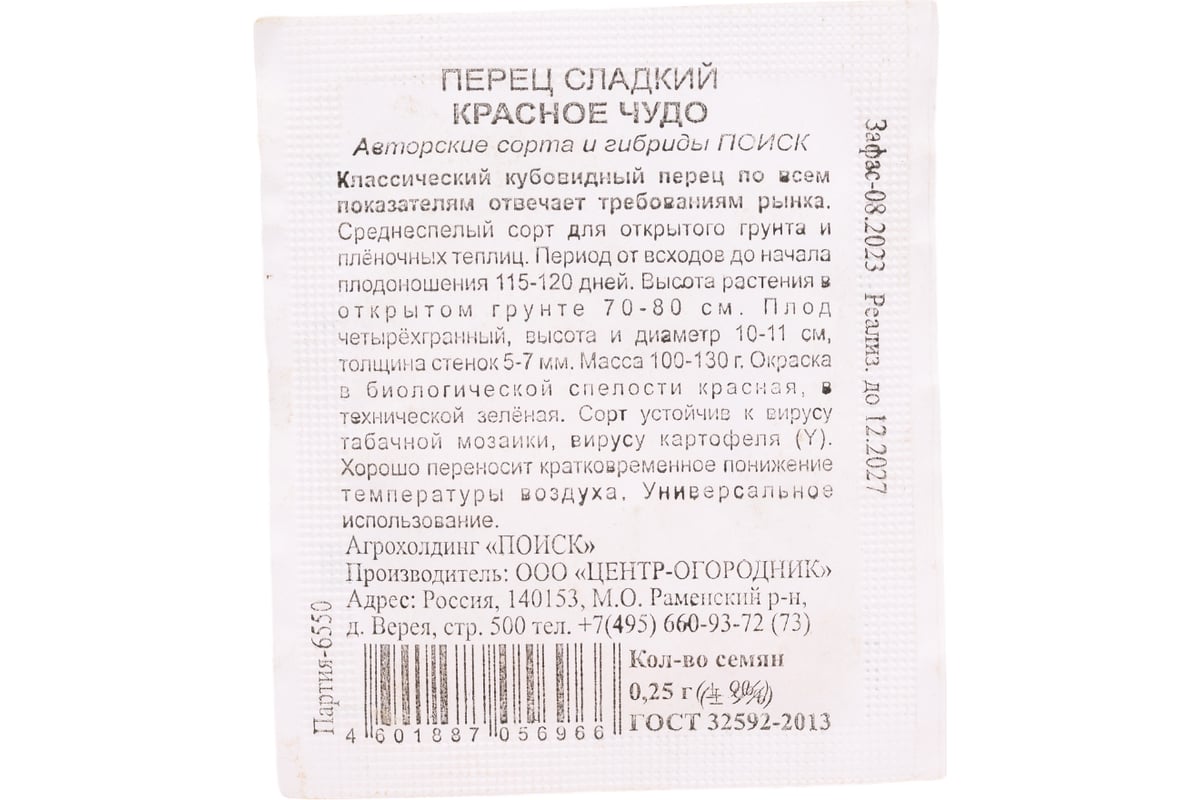 ПЕРЕЦ СЛАДКИЙ
КРАСНОЕ ЧУДО
Авторские сорта и гибриды ПОИСК
Классический кубовидный перец по всем
показателям отвечает требованиям рынка.
Среднеспелый сорт для открытого грунта и
плёночных теплиц. Период от всходов до начала
плодоношения 115-120 дней. Высота растения в
открытом грунте 70-80 см. Плод
четырёхгранный, высота и диаметр 10-11 см,
толщина стенок 5-7 мм. Масса 100-130 г. Окраска
в биологической спелости красная, в
технической зелёная. Сорт устойчив к вирусу
табачной мозаики, вирусу картофеля (Y).
Хорошо переносит кратковременное понижение
температуры воздуха. Универсальное
использование.
Агрохолдинг «ПОИСК»
Производитель: ООО «ЦЕНТР-ОГОРОДНИК»
Адрес: Россия, 140153, М.О. Раменский р-н,
д. Верея, стр. 500 тел. +7(495) 660-93-72 (73)
Кол-во семян
0,25 г
ГОСТ 32592-2013
4 601887 056966
Партия-6550
Зафас-08.2023 Реализ. до 12.2027